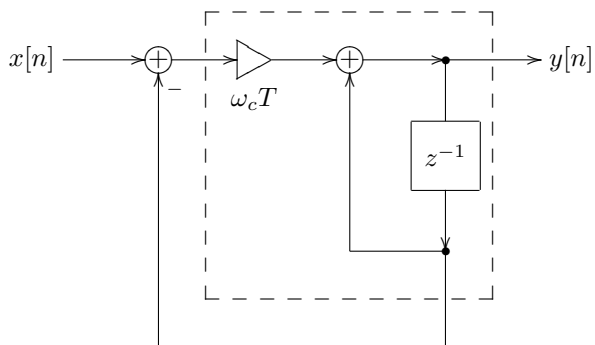 x[n]
+
+
y[n]
−
ω_cT
z⁻¹